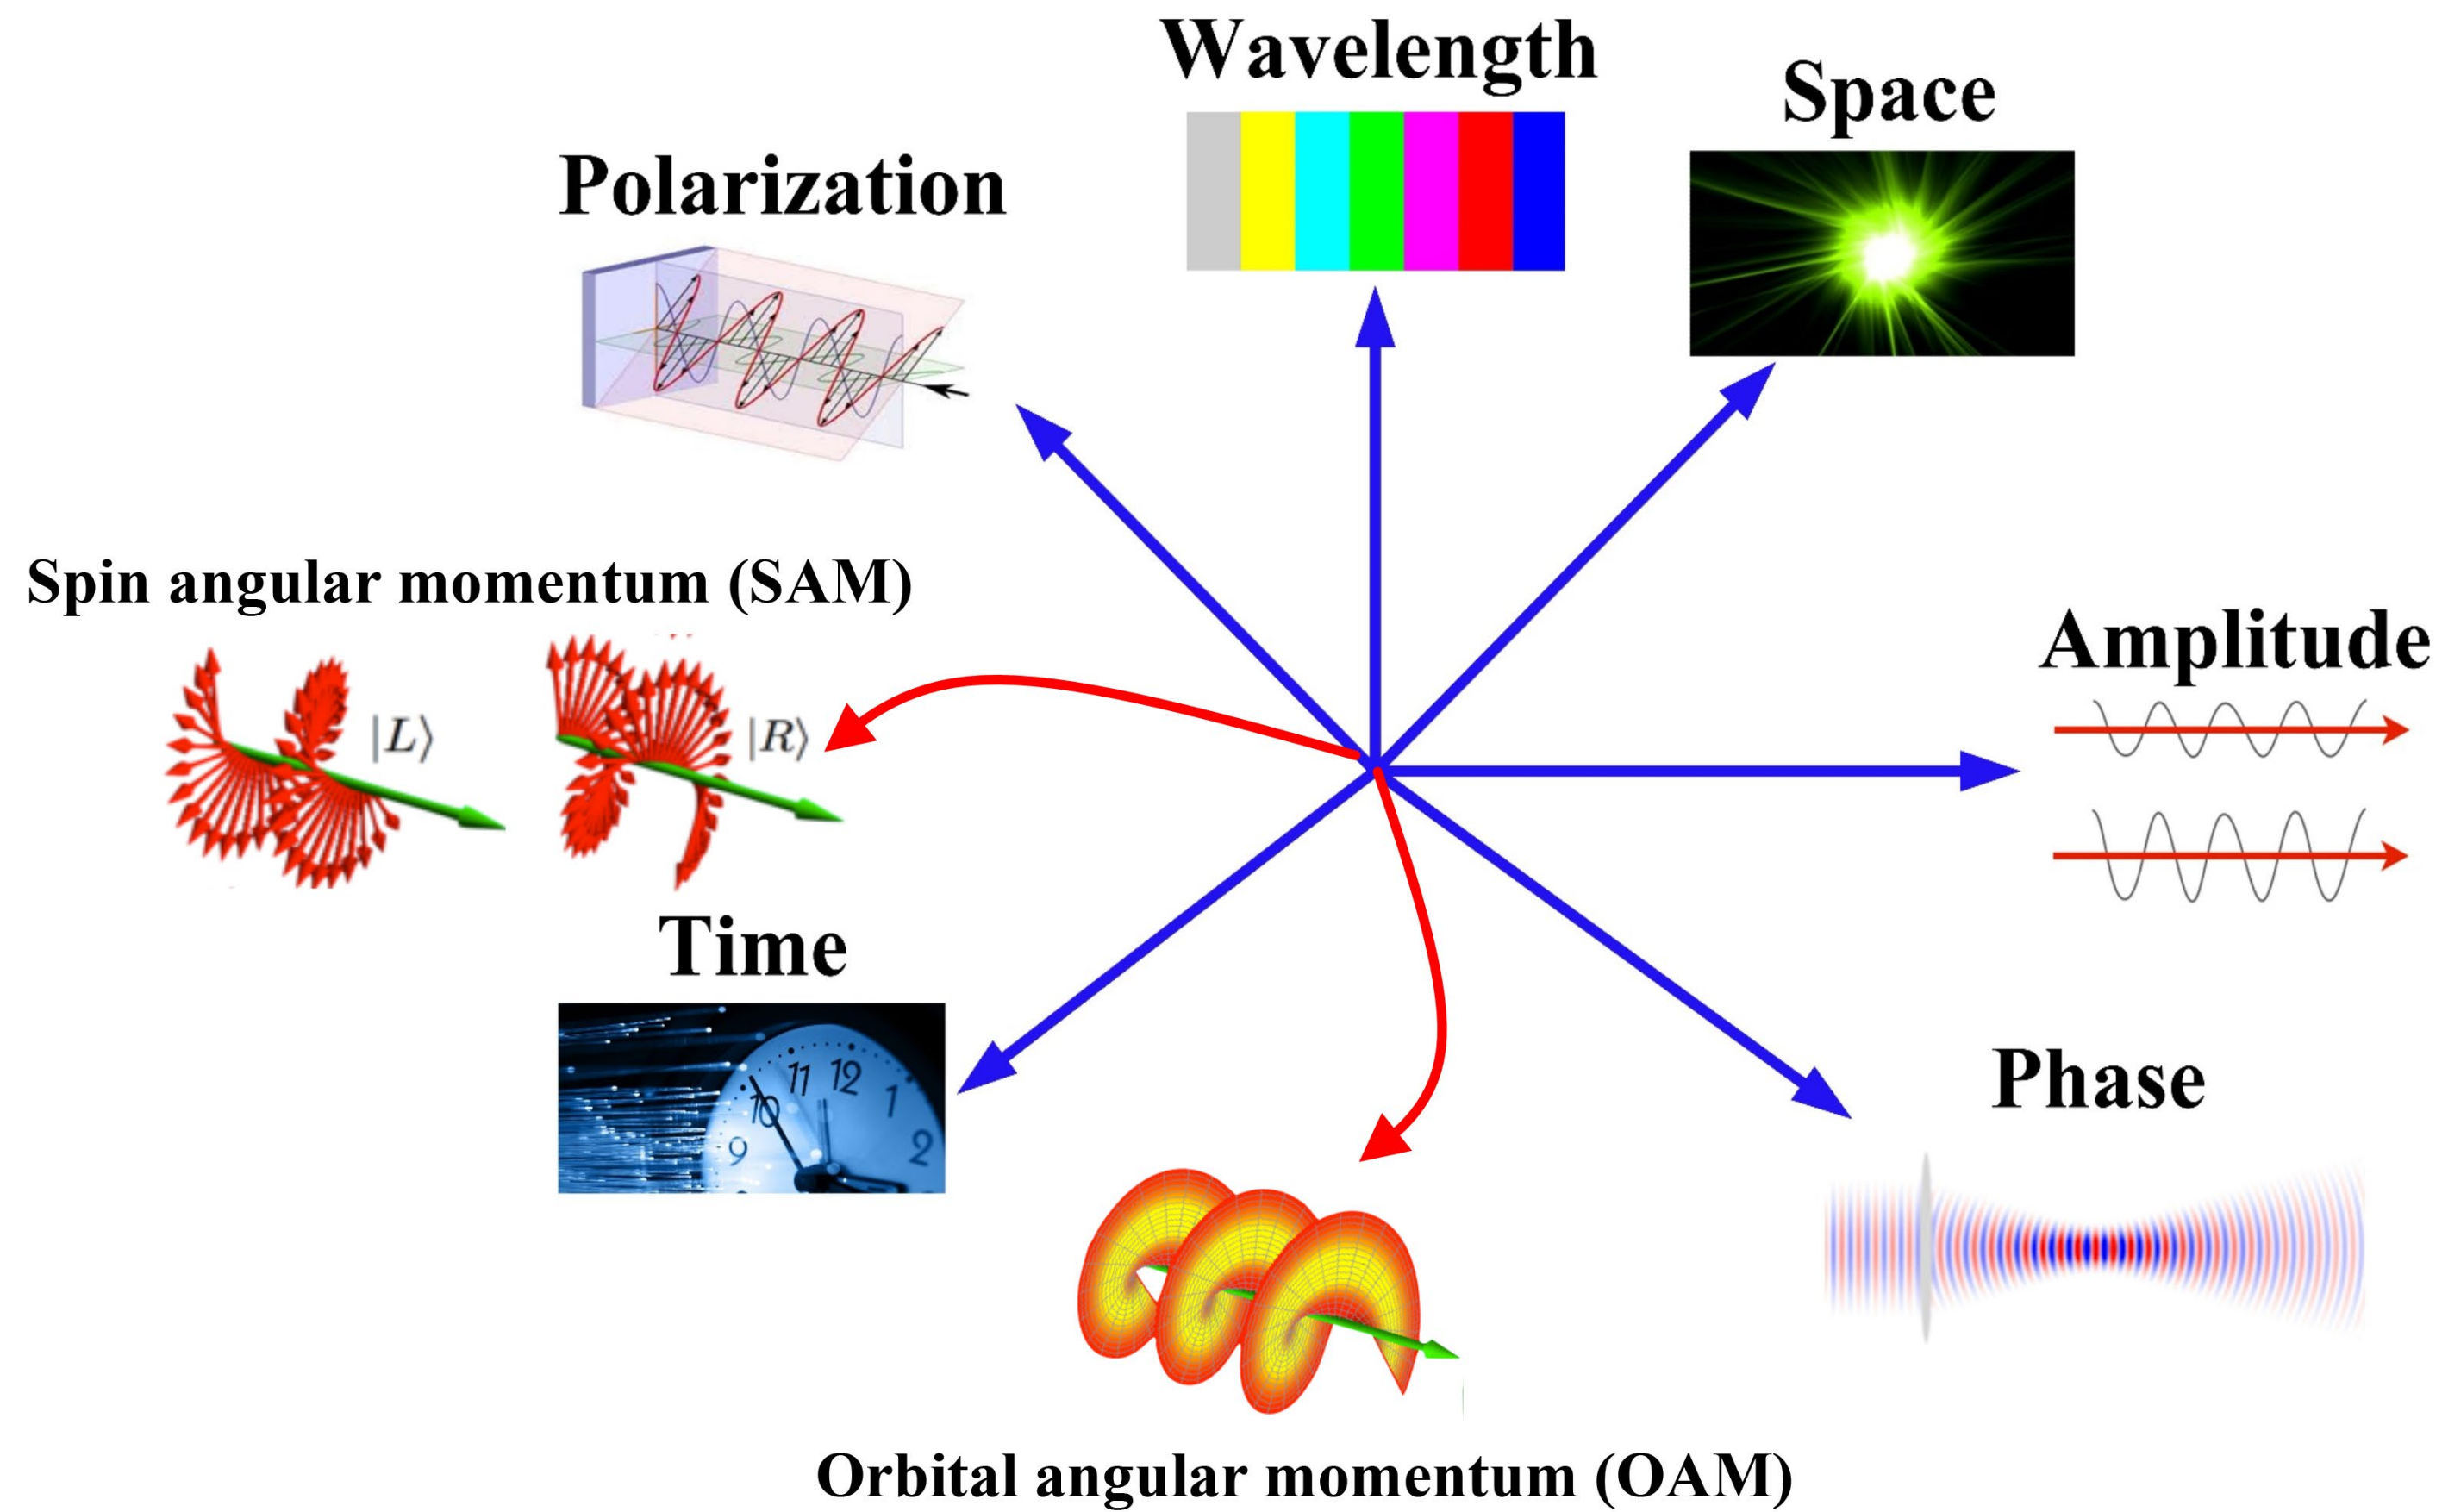 Wavelength
Space
Polarization
Spin angular momentum (SAM)
|L⟩
|R⟩
Amplitude
Time
11 12 1
10
9 2
Phase
Orbital angular momentum (OAM)